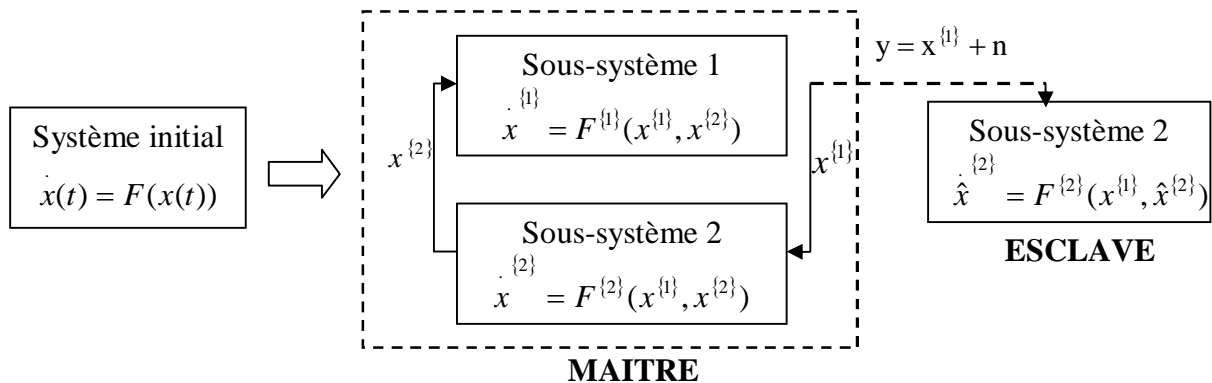 Système initial
ẋ(t) = F(x(t))
Sous-système 1
ẋ^{1} = F^{1}(x^{1}, x^{2})
x^{2}
x^{1}
Sous-système 2
ẋ^{2} = F^{2}(x^{1}, x^{2})
MAITRE
y = x^{1} + n
Sous-système 2
x̂̇^{2} = F^{2}(x^{1}, x̂^{2})
ESCLAVE